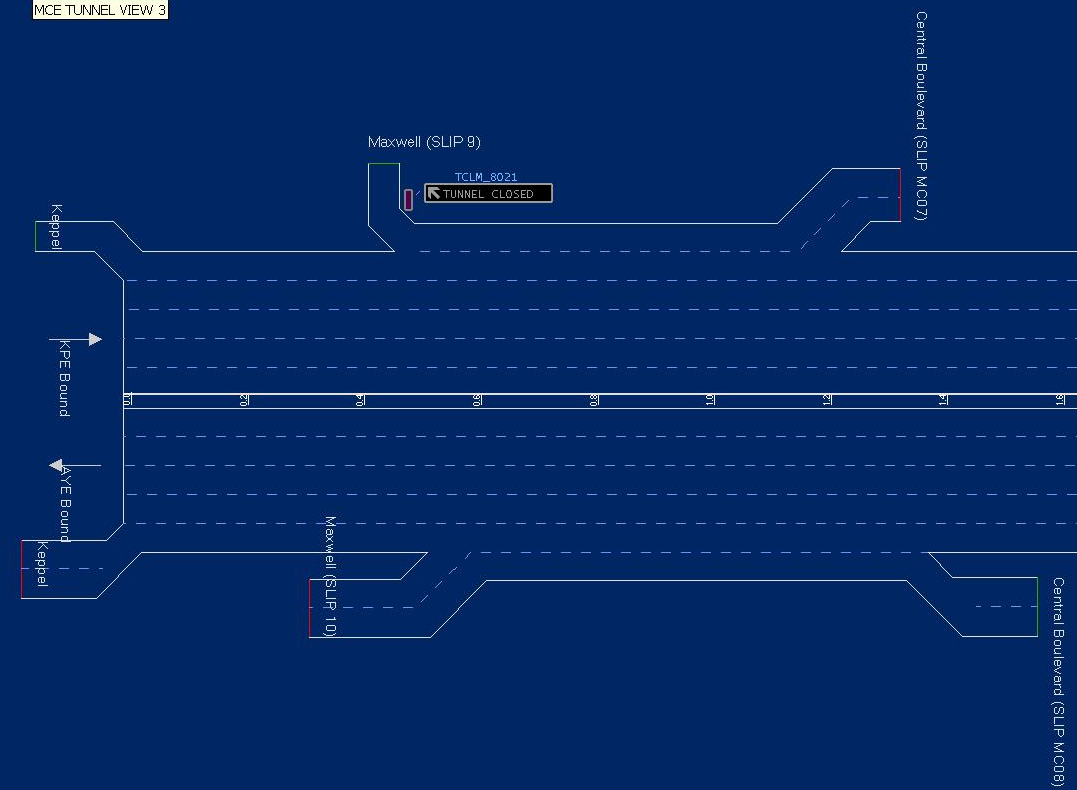 MCE TUNNEL VIEW 3
Central Boulevard (SLIP MC07)
Maxwell (SLIP 9)
TCLM_8021
TUNNEL CLOSED
Keppel
KPE Bound
0.0
0.2
0.4
0.6
0.8
1.0
1.2
1.4
1.6
AYE Bound
Keppel
Maxwell (SLIP 10)
Central Boulevard (SLIP MC08)